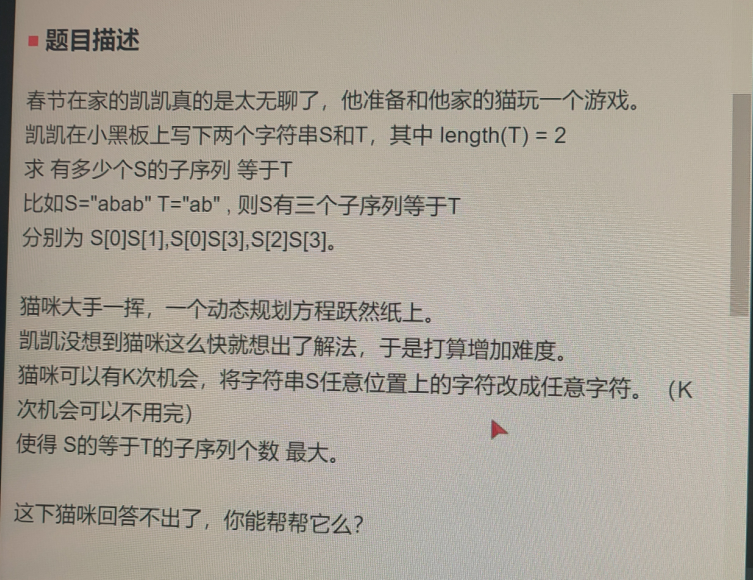 题目描述
春节在家的凯凯真的是太无聊了，他准备和他家的猫玩一个游戏。
凯凯在小黑板上写下两个字符串S和T，其中 length(T) = 2
求 有多少个S的子序列 等于T
比如S="abab" T="ab" , 则S有三个子序列等于T
分别为 S[0]S[1],S[0]S[3],S[2]S[3]。
猫咪大手一挥，一个动态规划方程跃然纸上。
凯凯没想到猫咪这么快就想出了解法，于是打算增加难度。
猫咪可以有K次机会，将字符串S任意位置上的字符改成任意字符。（K
次机会可以不用完）
使得 S的等于T的子序列个数 最大。
这下猫咪回答不出了，你能帮帮它么？